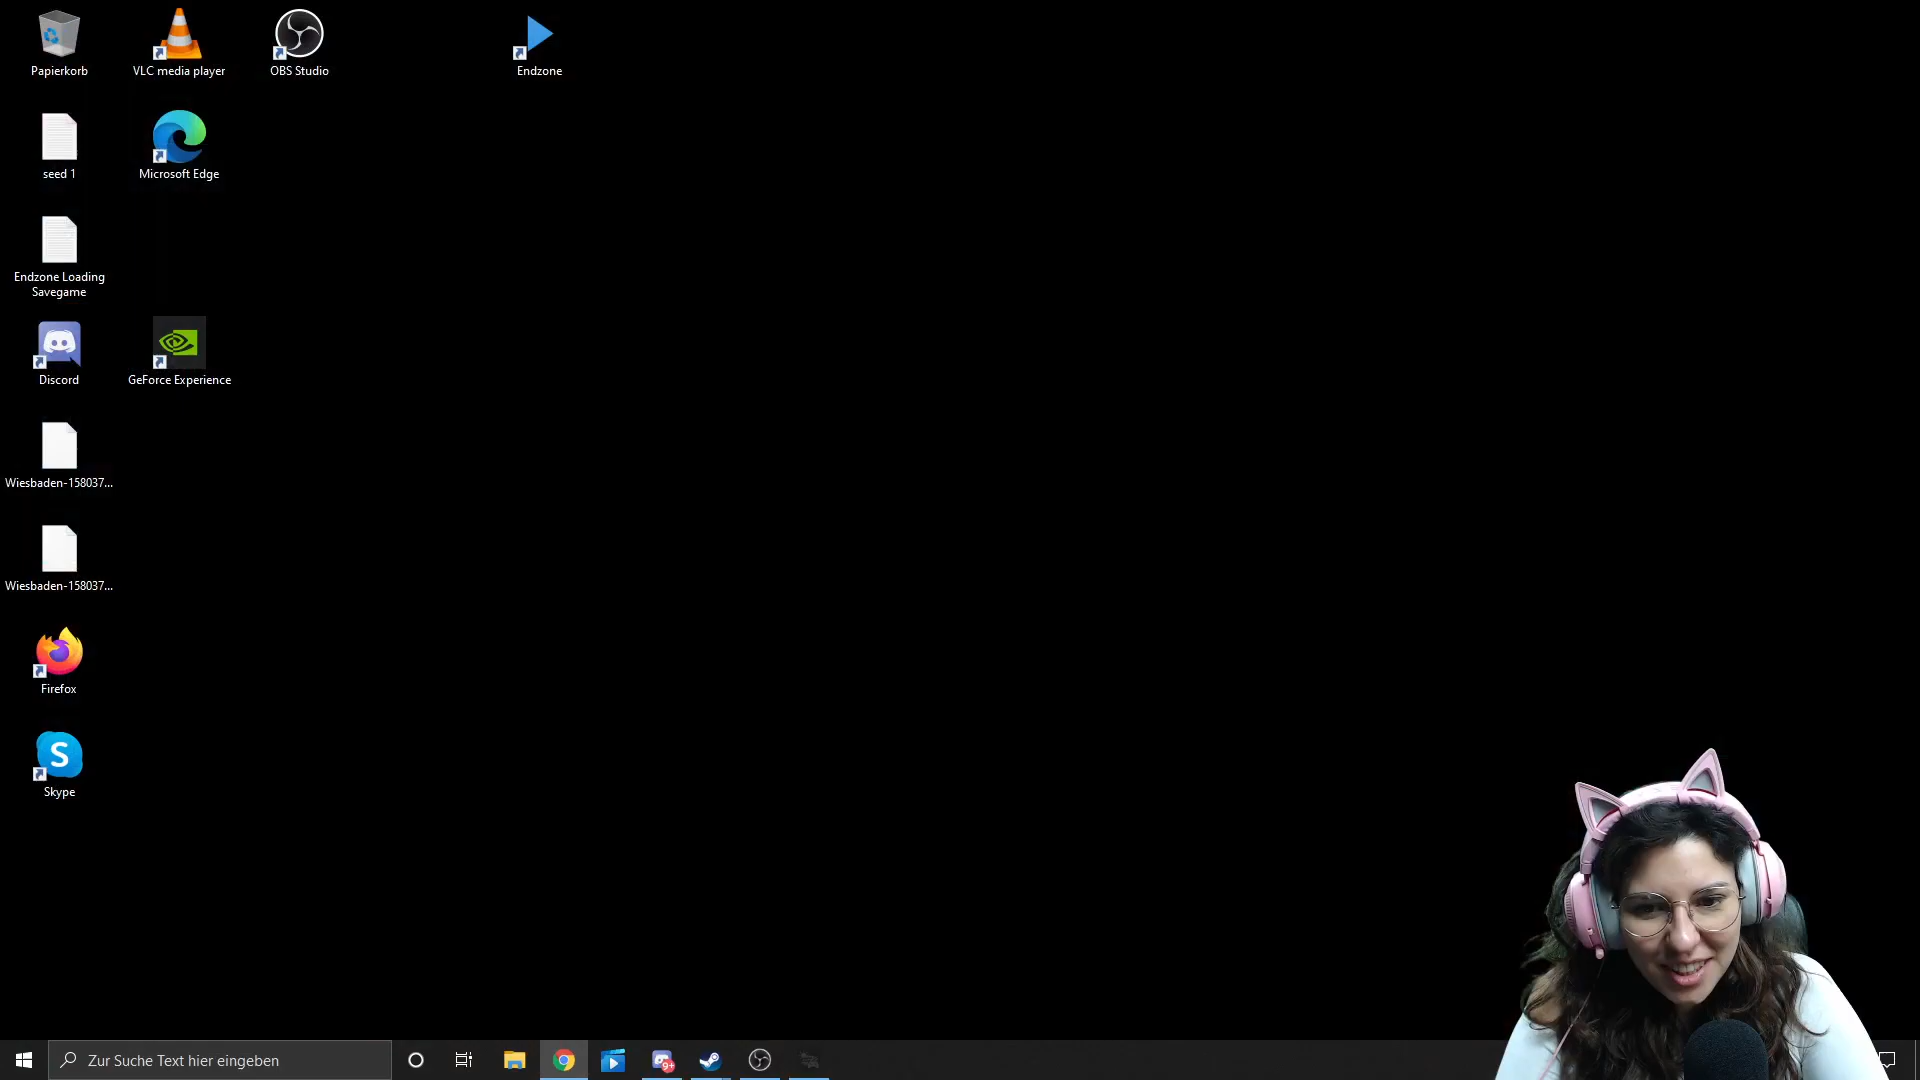 Papierkorb
VLC media player
OBS Studio
Endzone
seed 1
Microsoft Edge
Endzone Loading
Savegame
Discord
GeForce Experience
Wiesbaden-158037...
Wiesbaden-158037...
Firefox
S
Skype
Zur Suche Text hier eingeben
9+